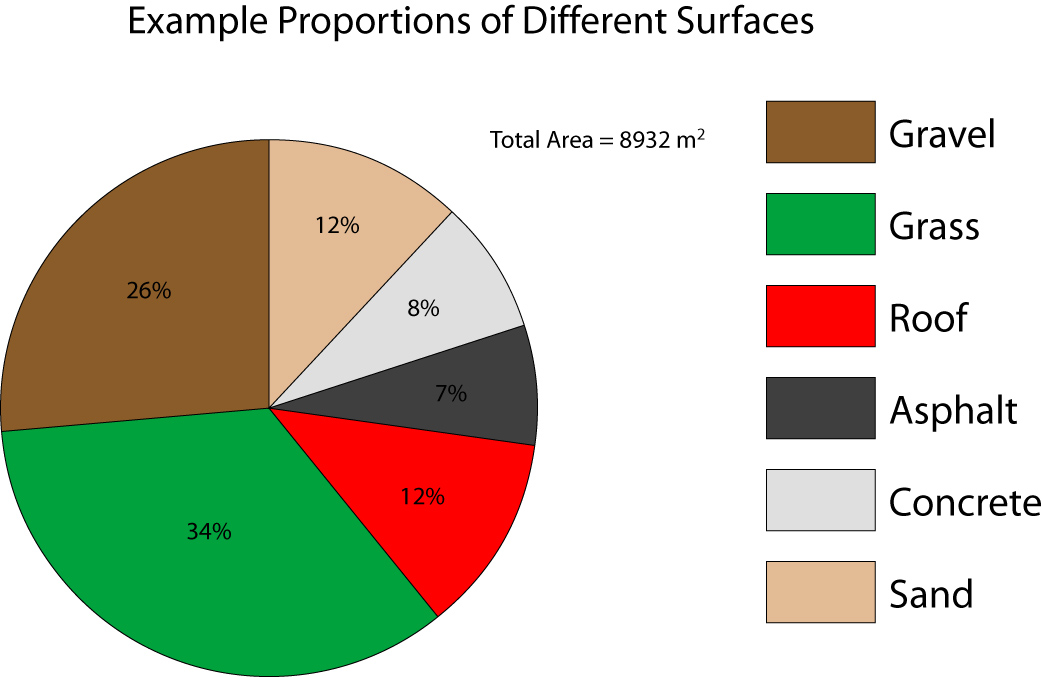 Example Proportions of Different Surfaces
Total Area = 8932 m²
Gravel
Grass
Roof
Asphalt
Concrete
Sand
12%
8%
26%
7%
12%
34%